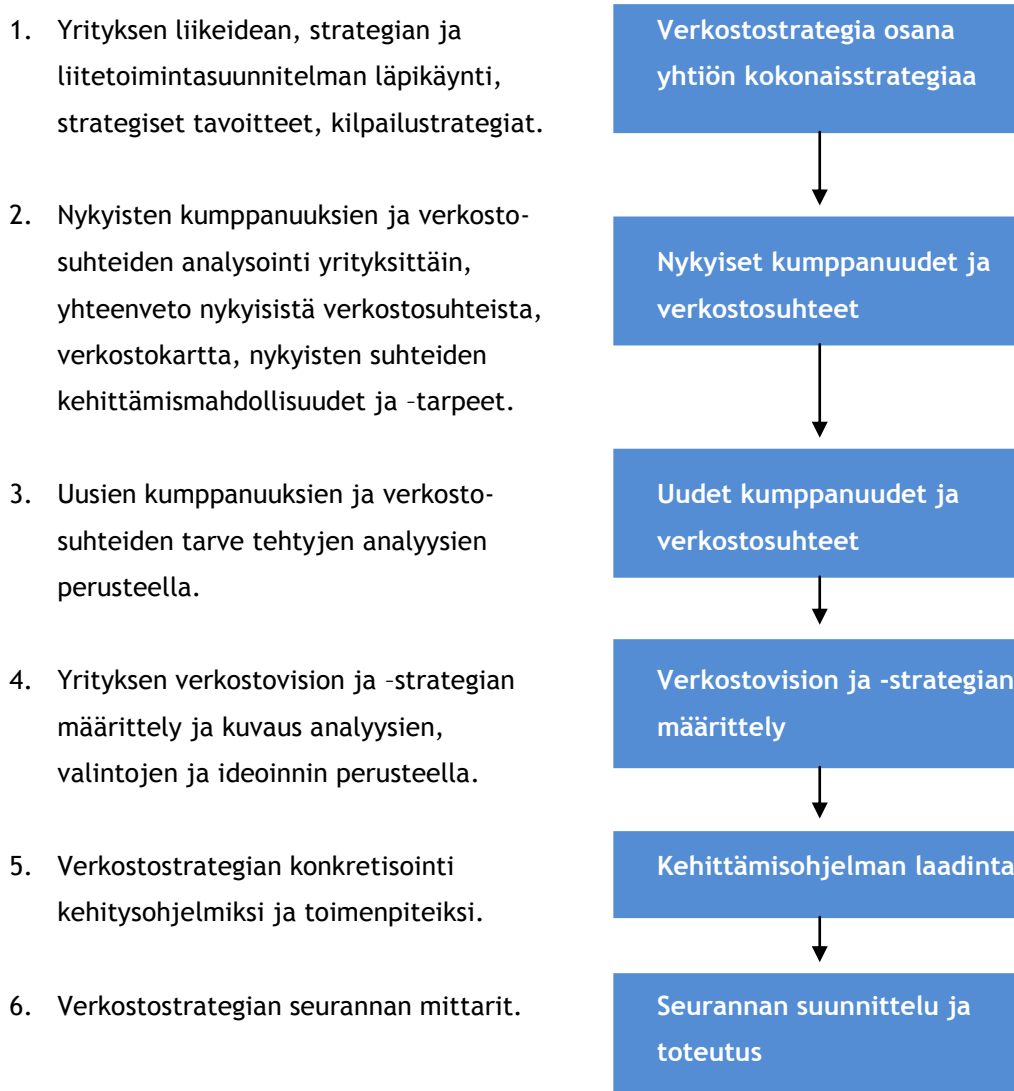 1. Yrityksen liikeidean, strategian ja
liitetoimintasuunnitelman läpikäynti,
strategiset tavoitteet, kilpailustrategiat.
Verkostostrategia osana
yhtiön kokonaisstrategiaa
2. Nykyisten kumppanuuksien ja verkosto-
suhteiden analysointi yrityksittäin,
yhteenveto nykyisistä verkostosuhteista,
verkostokartta, nykyisten suhteiden
kehittämismahdollisuudet ja –tarpeet.
Nykyiset kumppanuudet ja
verkostosuhteet
3. Uusien kumppanuuksien ja verkosto-
suhteiden tarve tehtyjen analyysien
perusteella.
Uudet kumppanuudet ja
verkostosuhteet
4. Yrityksen verkostovision ja –strategian
määrittely ja kuvaus analyysien,
valintojen ja ideoinnin perusteella.
Verkostovision ja -strategian
määrittely
5. Verkostostrategian konkretisointi
kehitysohjelmiksi ja toimenpiteiksi.
Kehittämisohjelman laadinta
6. Verkostostrategian seurannan mittarit.
Seurannan suunnittelu ja
toteutus